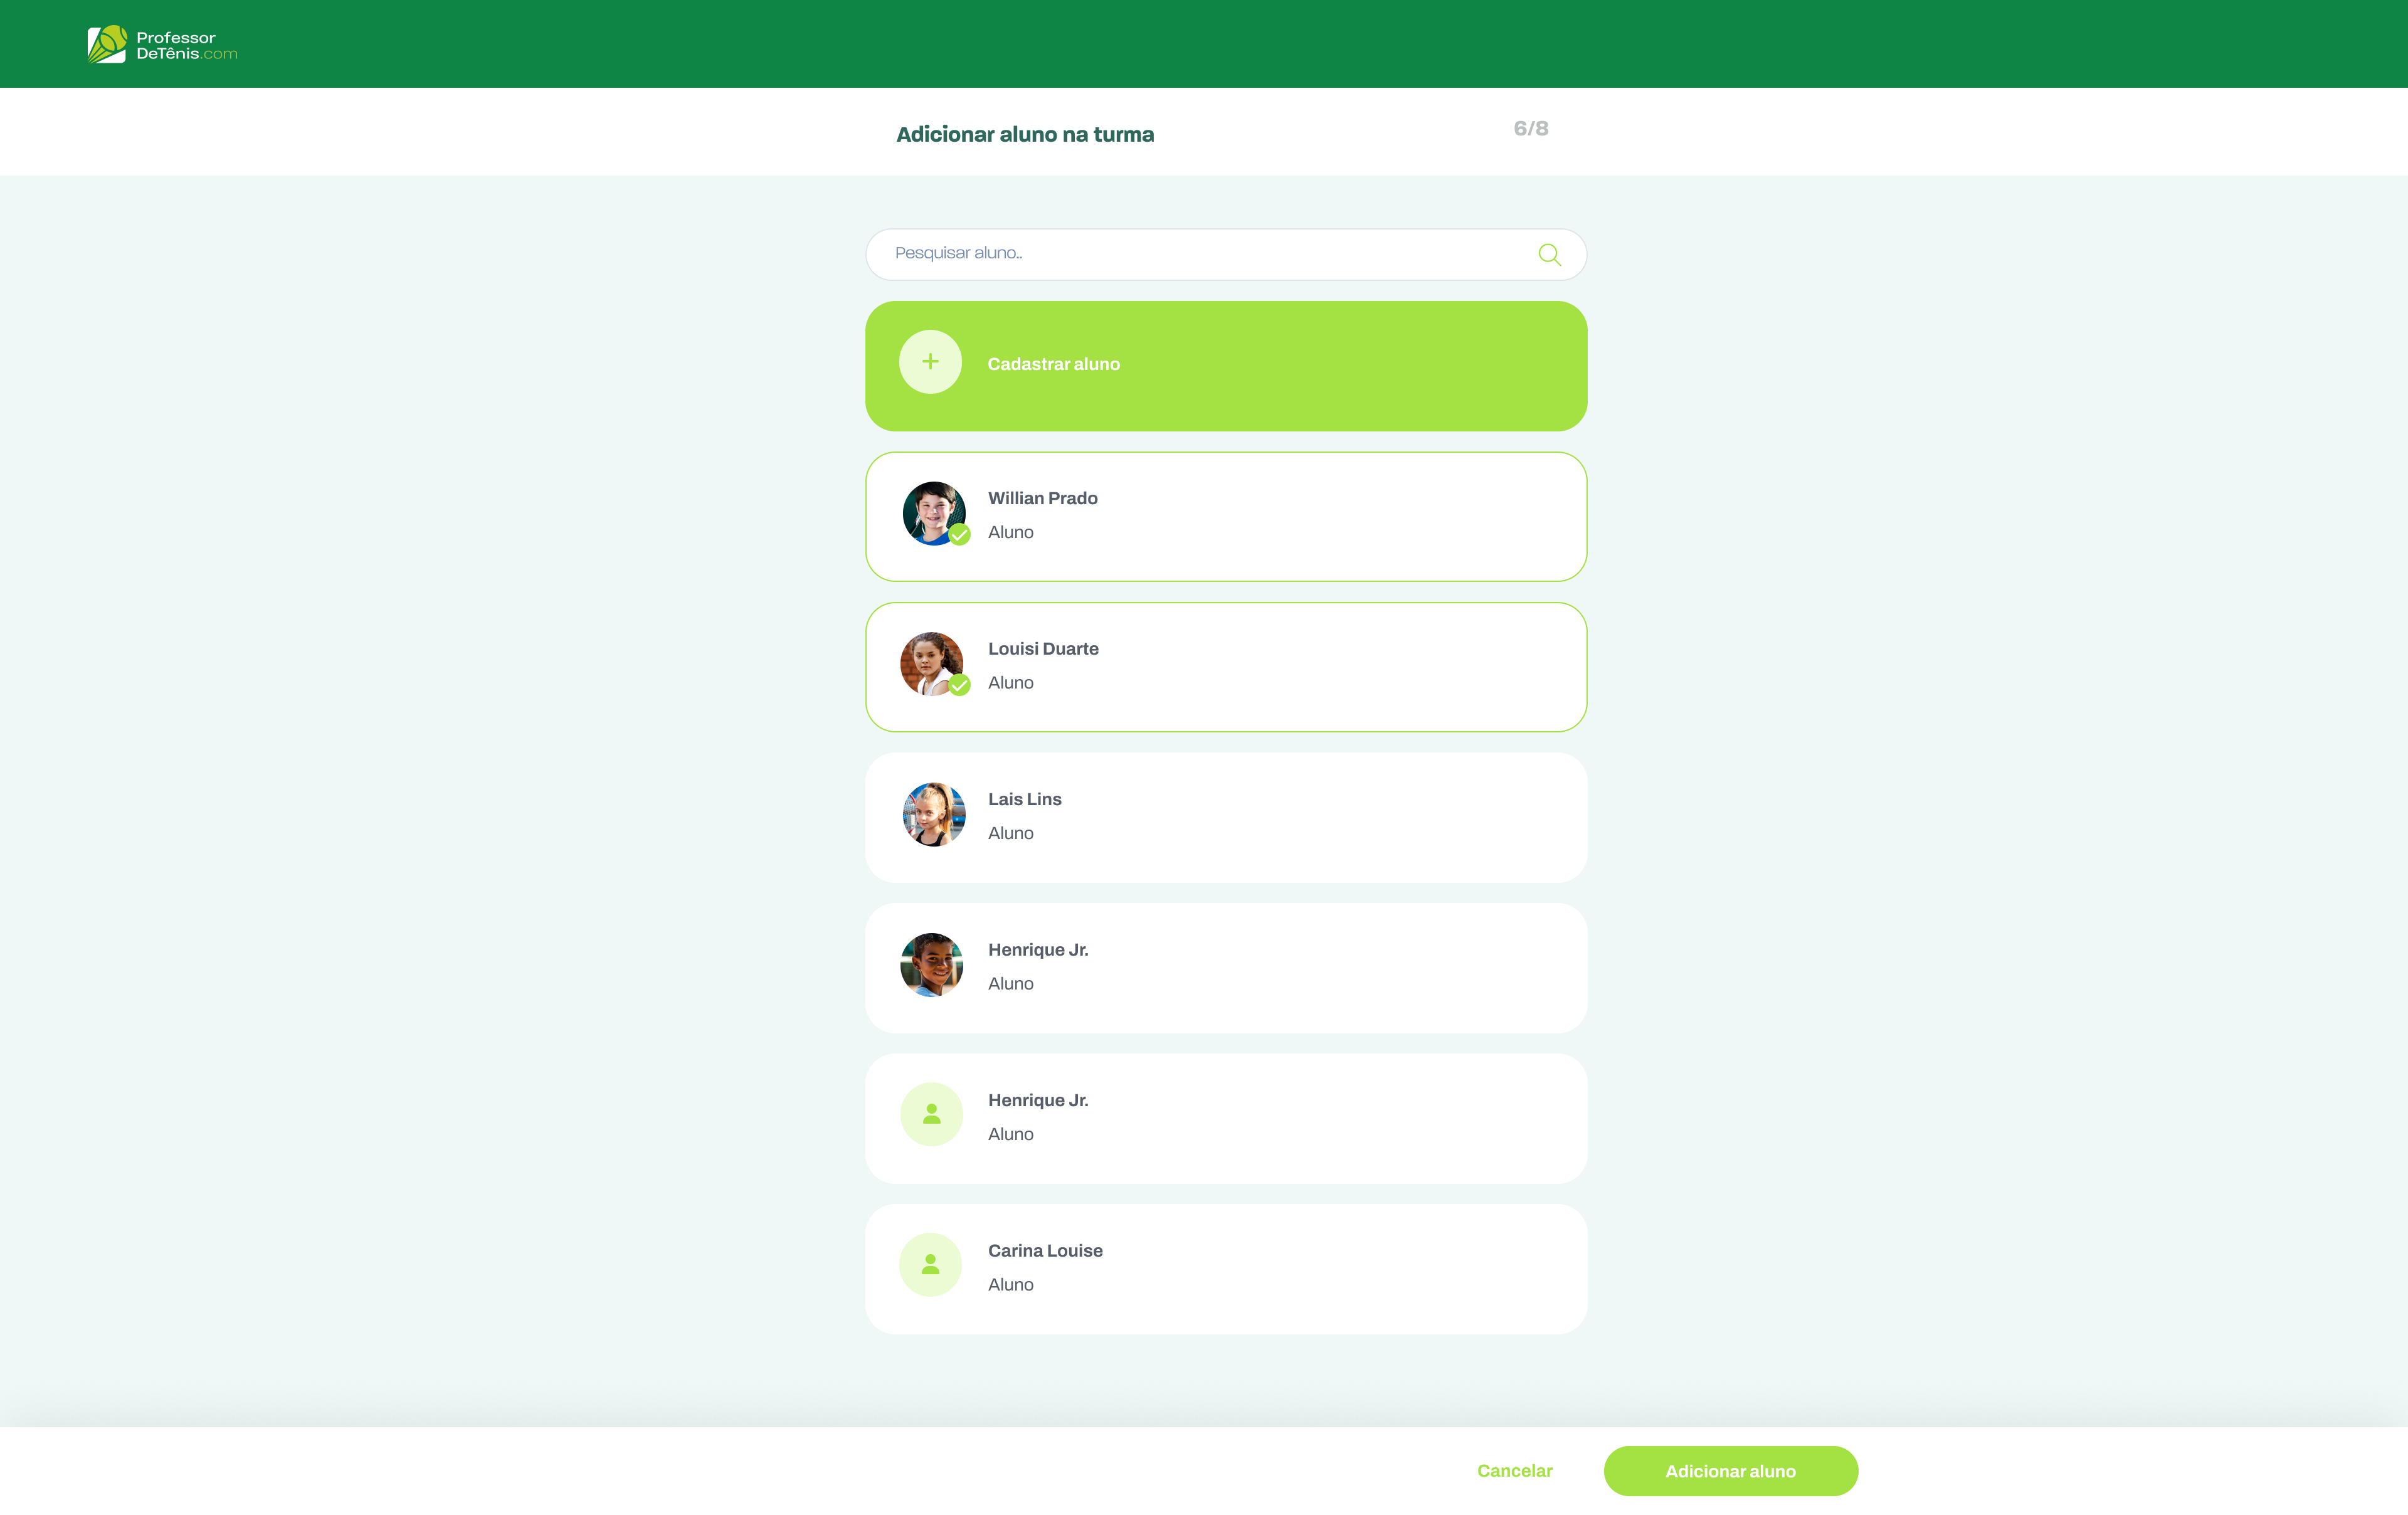 Professor
DeTênis.com
Adicionar aluno na turma
6/8
Pesquisar aluno..
Cadastrar aluno
Willian Prado
Aluno
Louisi Duarte
Aluno
Lais Lins
Aluno
Henrique Jr.
Aluno
Henrique Jr.
Aluno
Carina Louise
Aluno
Cancelar
Adicionar aluno